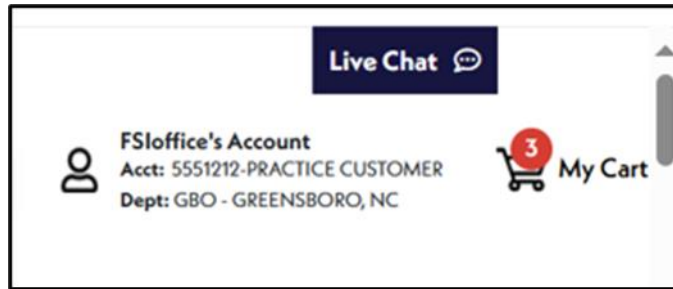 Live Chat
FSIoffice's Account
Acct: 5551212-PRACTICE CUSTOMER
Dept: GBO - GREENSBORO, NC
3
My Cart